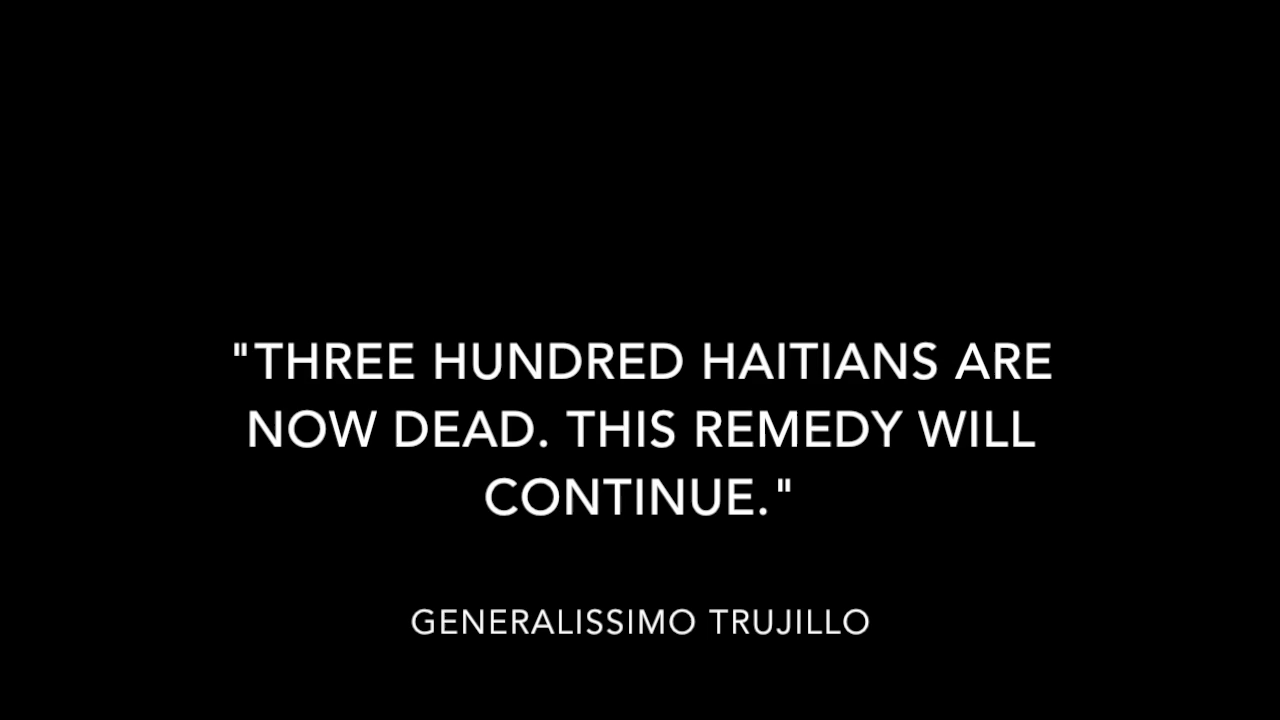 "THREE HUNDRED HAITIANS ARE
NOW DEAD. THIS REMEDY WILL
CONTINUE."
GENERALISSIMO TRUJILLO